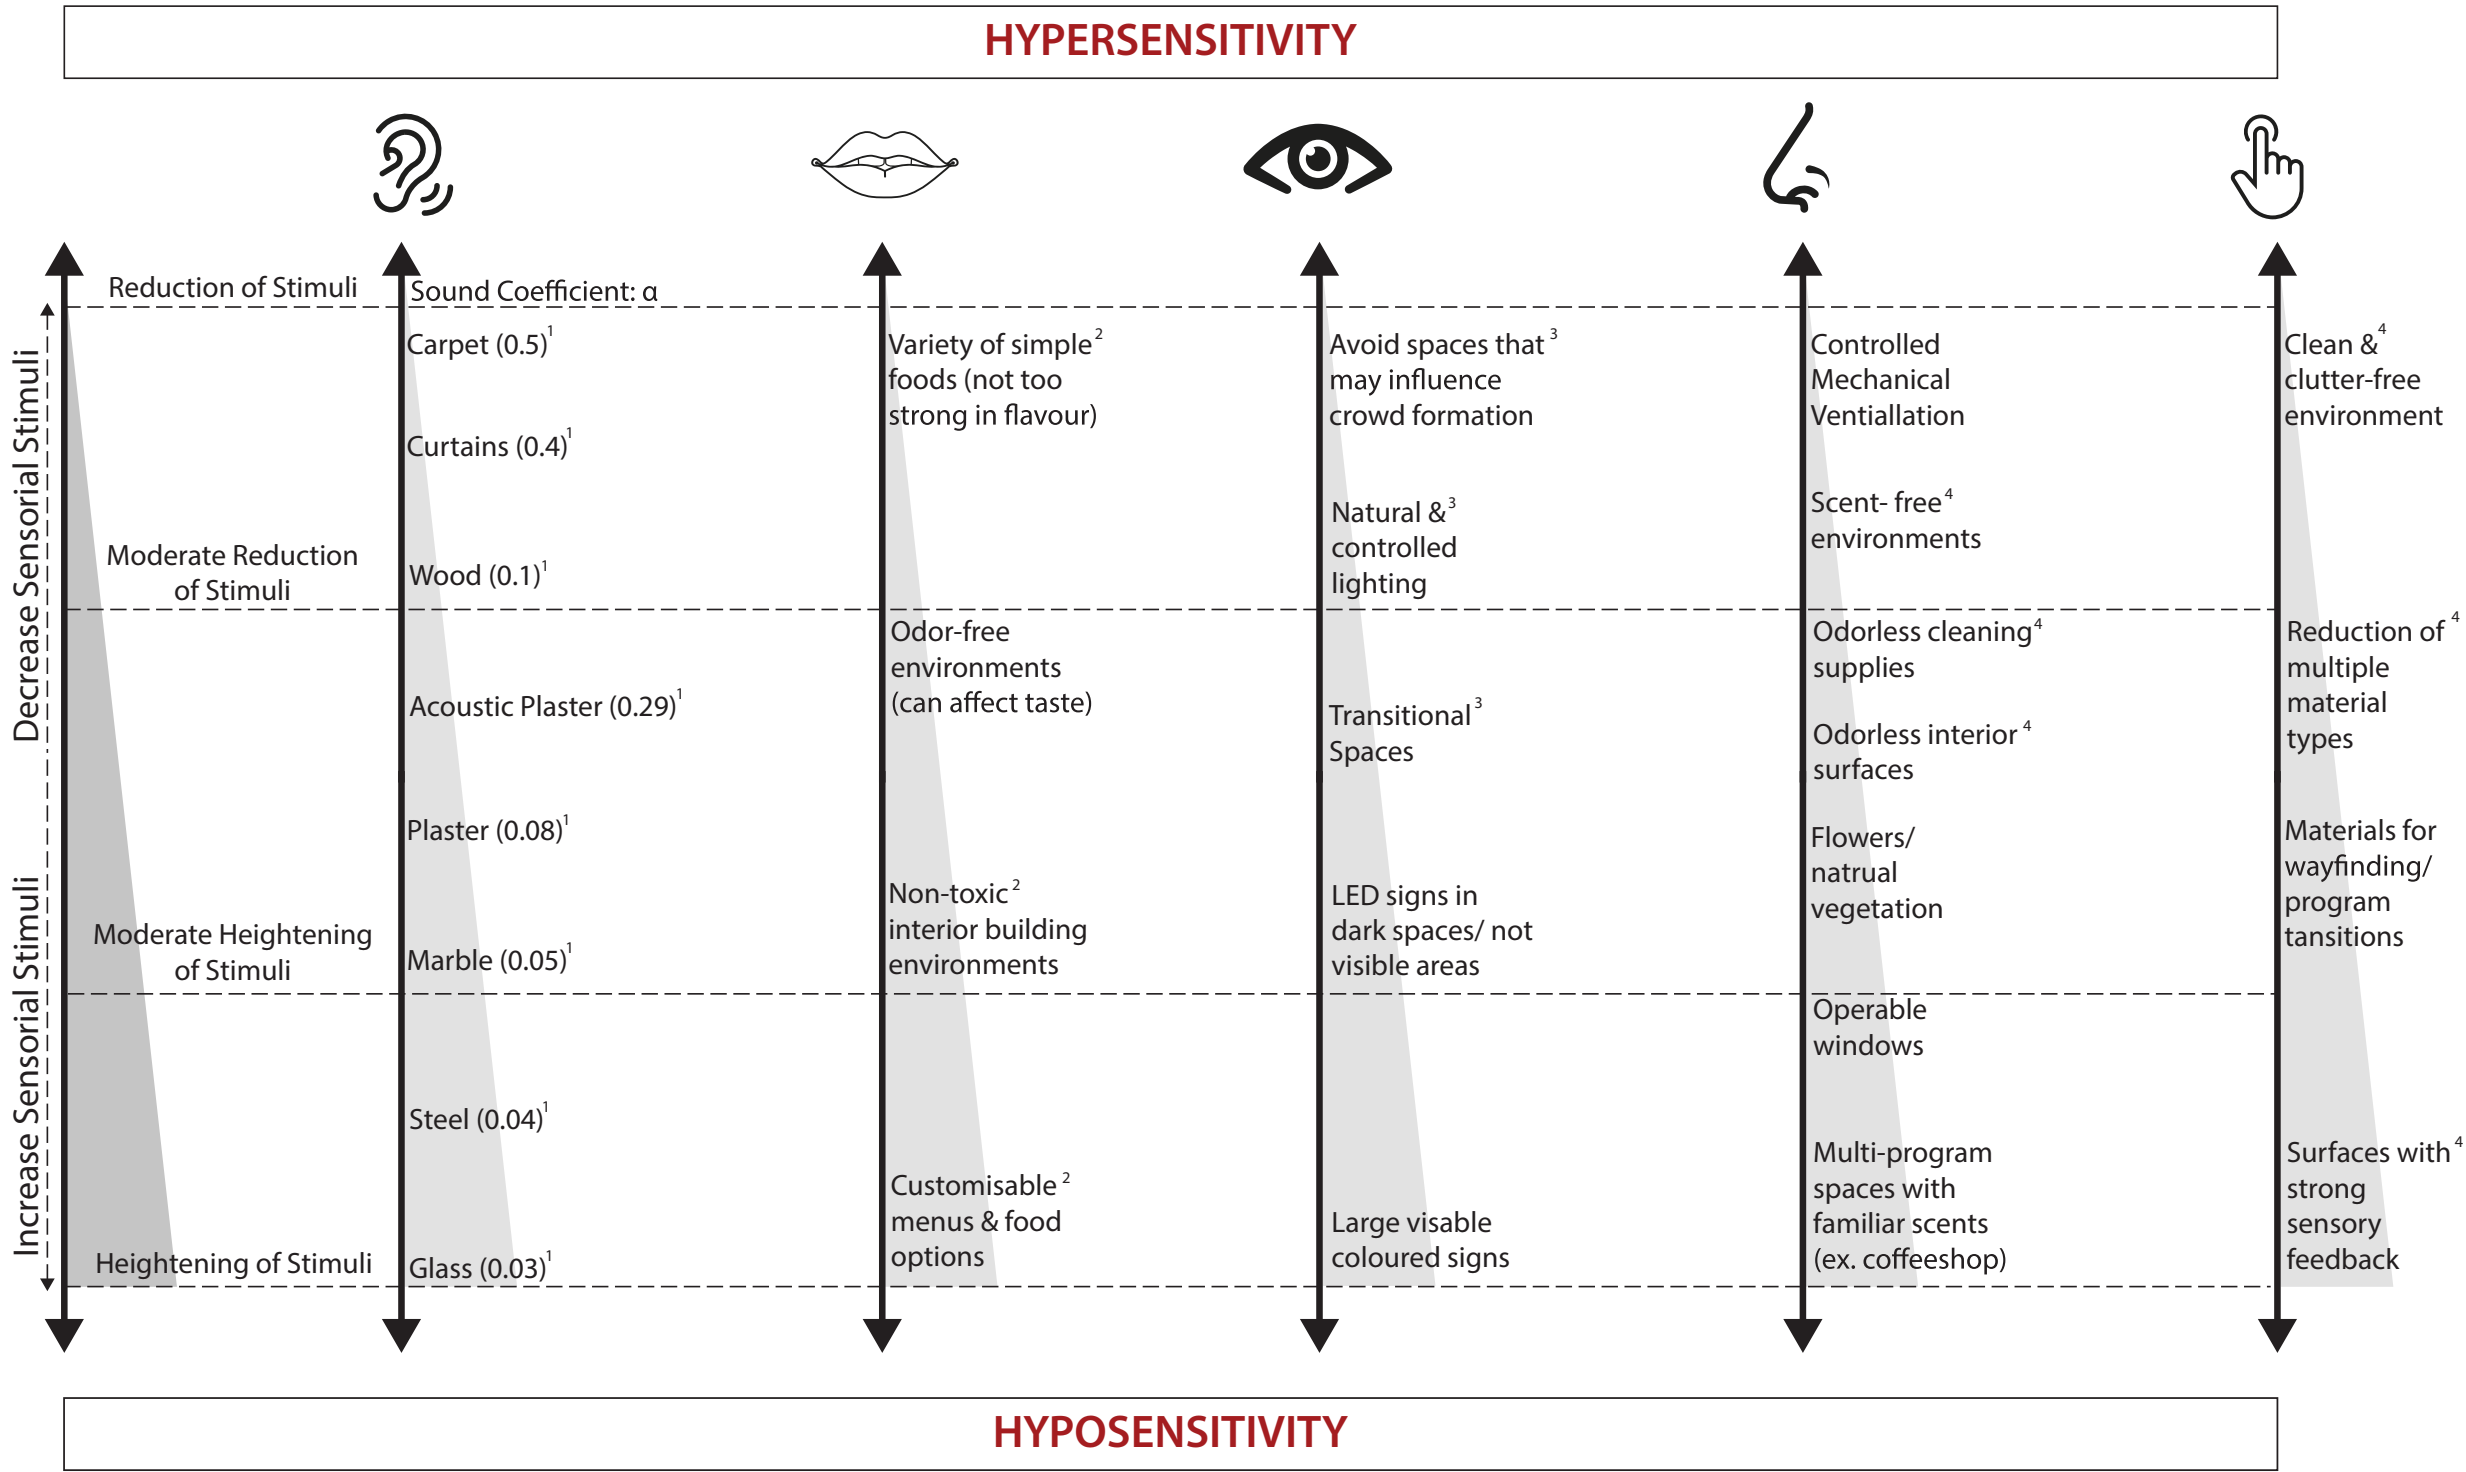 HYPERSENSITIVITY
Decrease Sensorial Stimuli
Increase Sensorial Stimuli
Reduction of Stimuli
Moderate Reduction
of Stimuli
Moderate Heightening
of Stimuli
Heightening of Stimuli
Sound Coefficient: α
Carpet (0.5)¹
Curtains (0.4)¹
Wood (0.1)¹
Acoustic Plaster (0.29)¹
Plaster (0.08)¹
Marble (0.05)¹
Steel (0.04)¹
Glass (0.03)¹
Variety of simple²
foods (not too
strong in flavour)
Odor-free
environments
(can affect taste)
Non-toxic²
interior building
environments
Customisable²
menus & food
options
Avoid spaces that³
may influence
crowd formation
Natural &³
controlled
lighting
Transitional³
Spaces
LED signs in
dark spaces/ not
visible areas
Large visable
coloured signs
Controlled
Mechanical
Ventiallation
Scent- free⁴
environments
Odorless cleaning⁴
supplies
Odorless interior⁴
surfaces
Flowers/
natrual
vegetation
Operable
windows
Multi-program
spaces with
familiar scents
(ex. coffeeshop)
Clean &⁴
clutter-free
environment
Reduction of⁴
multiple
material
types
Materials for
wayfinding/
program
tansitions
Surfaces with⁴
strong
sensory
feedback
HYPOSENSITIVITY